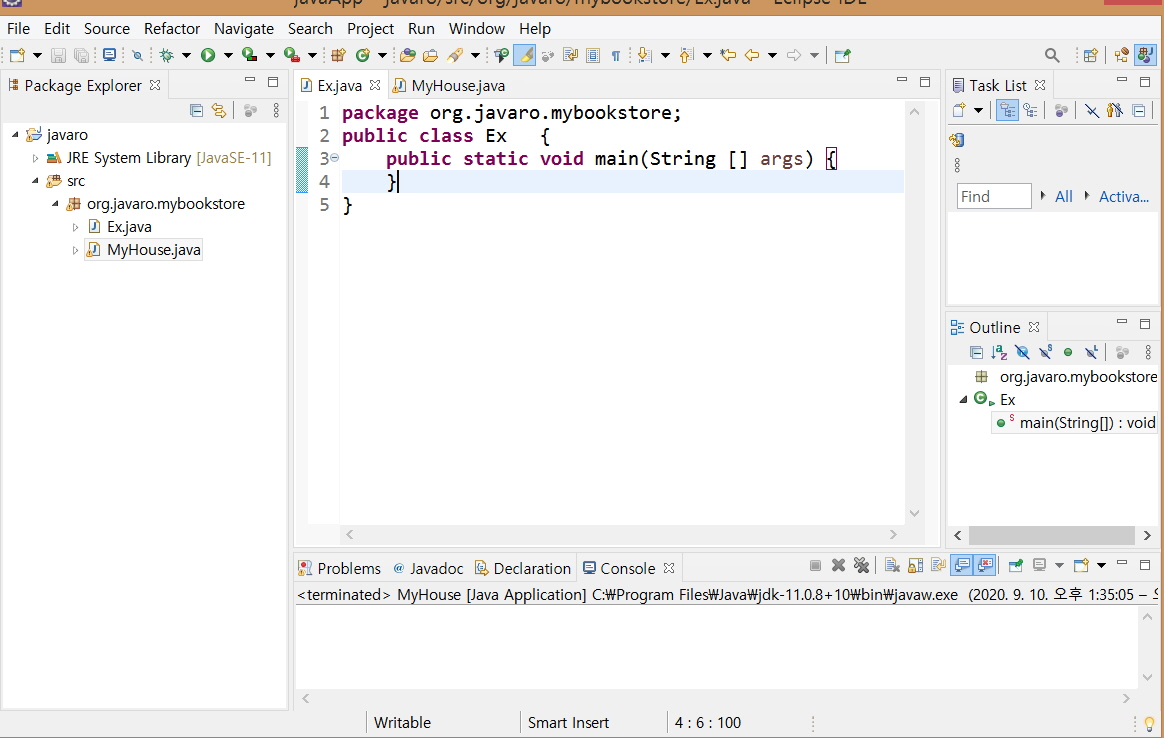 javaApp - javaro/src/org/javaro/mybookstore/Ex.java - Eclipse IDE
File Edit Source Refactor Navigate Search Project Run Window Help
Package Explorer
javaro
JRE System Library [JavaSE-11]
src
org.javaro.mybookstore
Ex.java
MyHouse.java
Ex.java MyHouse.java
1 package org.javaro.mybookstore;
2 public class Ex {
3 public static void main(String [] args) {
4 }
5 }
Task List
Find All Activa...
Outline
org.javaro.mybookstore
Ex
main(String[]) : void
Problems Javadoc Declaration Console
<terminated> MyHouse [Java Application] C:₩Program Files₩Java₩jdk-11.0.8+10₩bin₩javaw.exe (2020. 9. 10. 오후 1:35:05 –
Writable Smart Insert 4 : 6 : 100